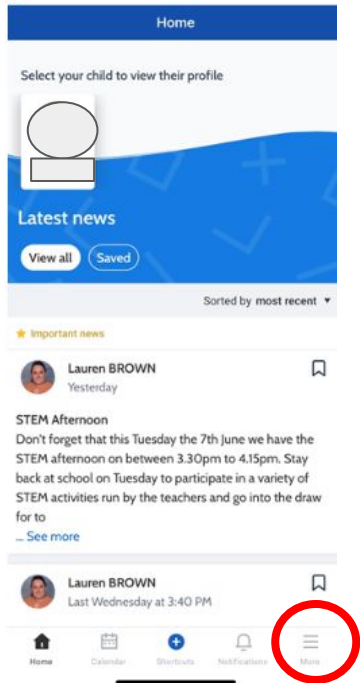 Home
Select your child to view their profile
Latest news
View all
Saved
Sorted by most recent
Important news
Lauren BROWN
Yesterday
STEM Afternoon
Don't forget that this Tuesday the 7th June we have the
STEM afternoon on between 3.30pm to 4.15pm. Stay
back at school on Tuesday to participate in a variety of
STEM activities run by the teachers and go into the draw
for to
... See more
Lauren BROWN
Last Wednesday at 3:40 PM
Home Calendar Shortcuts Notifications More